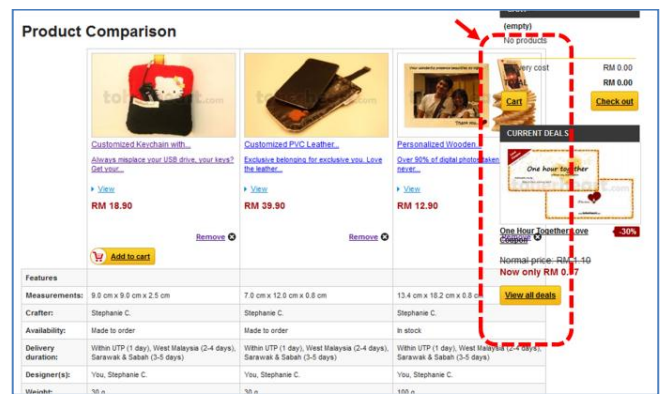 Product Comparison
(empty)
No products
RM 0.00
RM 0.00
Cart
Check out
CURRENT DEALS
One hour together
One Hour Together Love
Coupon
-30%
Normal price: RM 1.10
Now only RM
View all deals
Customized Keychain with...
Customized PVC Leather...
Personalized Wooden...
Always misplace your USB drive, your keys?
Get your...
Exclusive belonging for exclusive you. Love
the leather...
Over 90% of digital photos taken
never...
View
View
View
RM 18.90
RM 39.90
RM 12.90
Remove
Remove
Add to cart
Features
Measurements: 9.0 cm x 9.0 cm x 2.5 cm 7.0 cm x 12.0 cm x 0.8 cm 13.4 cm x 18.2 cm x 0.8 c
Crafter: Stephanie C. Stephanie C. Stephanie C.
Availability: Made to order Made to order In stock
Delivery
duration:
Within UTP (1 day), West Malaysia (2-4 days),
Sarawak & Sabah (3-5 days)
Within UTP (1 day), West Malaysia (2-4 days),
Sarawak & Sabah (3-5 days)
Within UTP (1 day), West Malaysia (2-4 days),
Sarawak & Sabah (3-5 days)
Designer(s): You, Stephanie C. You, Stephanie C. You, Stephanie C.
Weight: 30 g 30 g 100 g